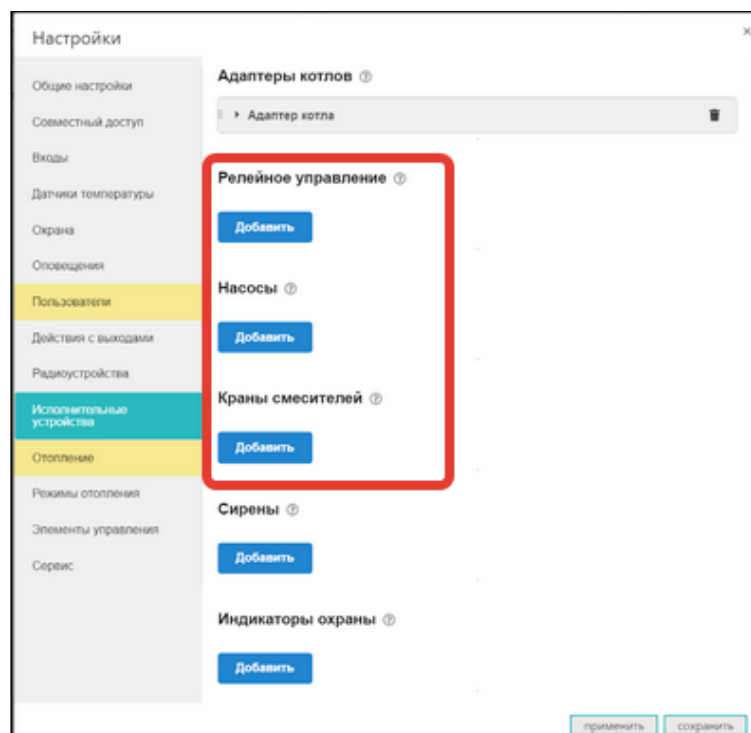 Настройки
×
Общие настройки
Совместный доступ
Входы
Датчики температуры
Охрана
Оповещения
Пользователи
Действия с выходами
Радиоустройства
Исполнительные
устройства
Отопление
Режимы отопления
Элементы управления
Сервис
Адаптеры котлов ?
Адаптер котла
Релейное управление ?
Добавить
Насосы ?
Добавить
Краны смесителей ?
Добавить
Сирены ?
Добавить
Индикаторы охраны ?
Добавить
применить сохранить